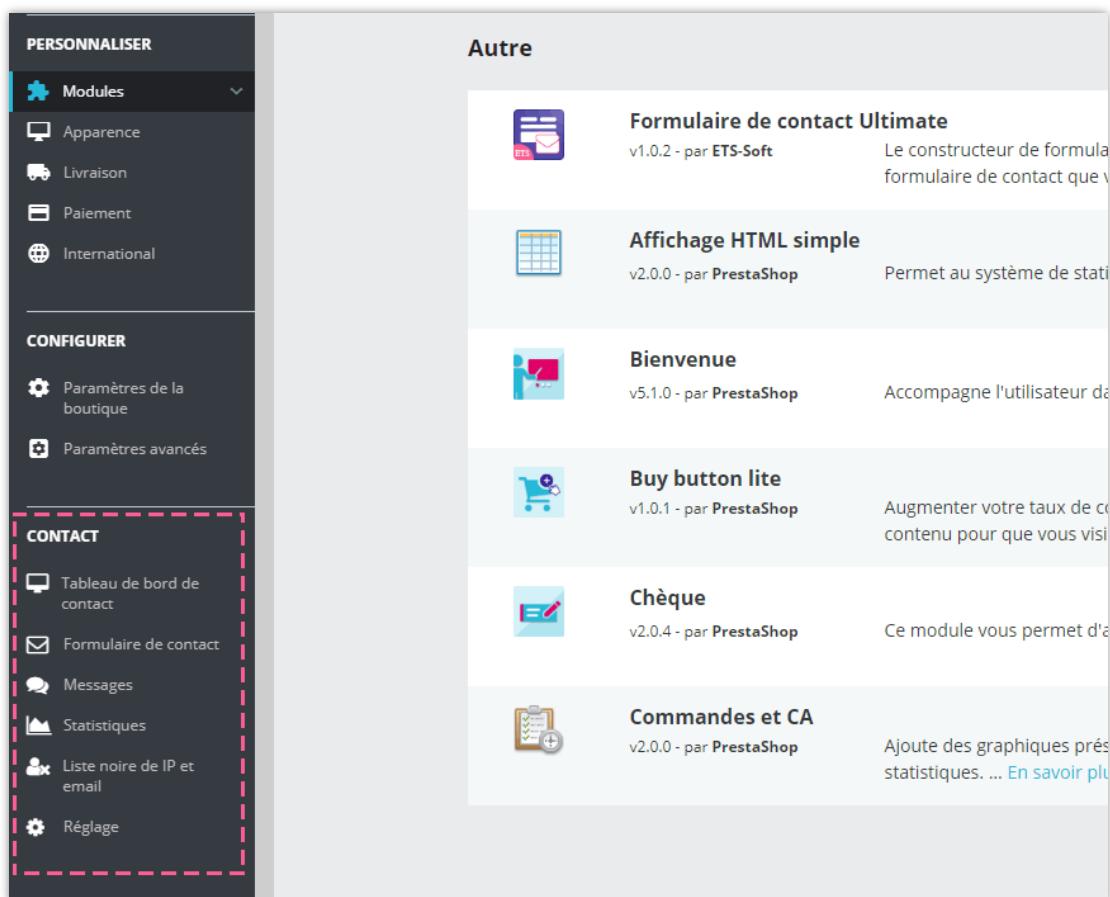 PERSONNALISER
Modules
Apparence
Livraison
Paiement
International
CONFIGURER
Paramètres de la
boutique
Paramètres avancés
CONTACT
Tableau de bord de
contact
Formulaire de contact
Messages
Statistiques
Liste noire de IP et
email
Réglage
Autre
ETS
Formulaire de contact Ultimate
v1.0.2 - par ETS-Soft
Le constructeur de formula
formulaire de contact que v
Affichage HTML simple
v2.0.0 - par PrestaShop
Permet au système de stati
Bienvenue
v5.1.0 - par PrestaShop
Accompagne l'utilisateur da
Buy button lite
v1.0.1 - par PrestaShop
Augmenter votre taux de co
contenu pour que vous visi
Chèque
v2.0.4 - par PrestaShop
Ce module vous permet d'a
Commandes et CA
v2.0.0 - par PrestaShop
Ajoute des graphiques prés
statistiques. ... En savoir plu